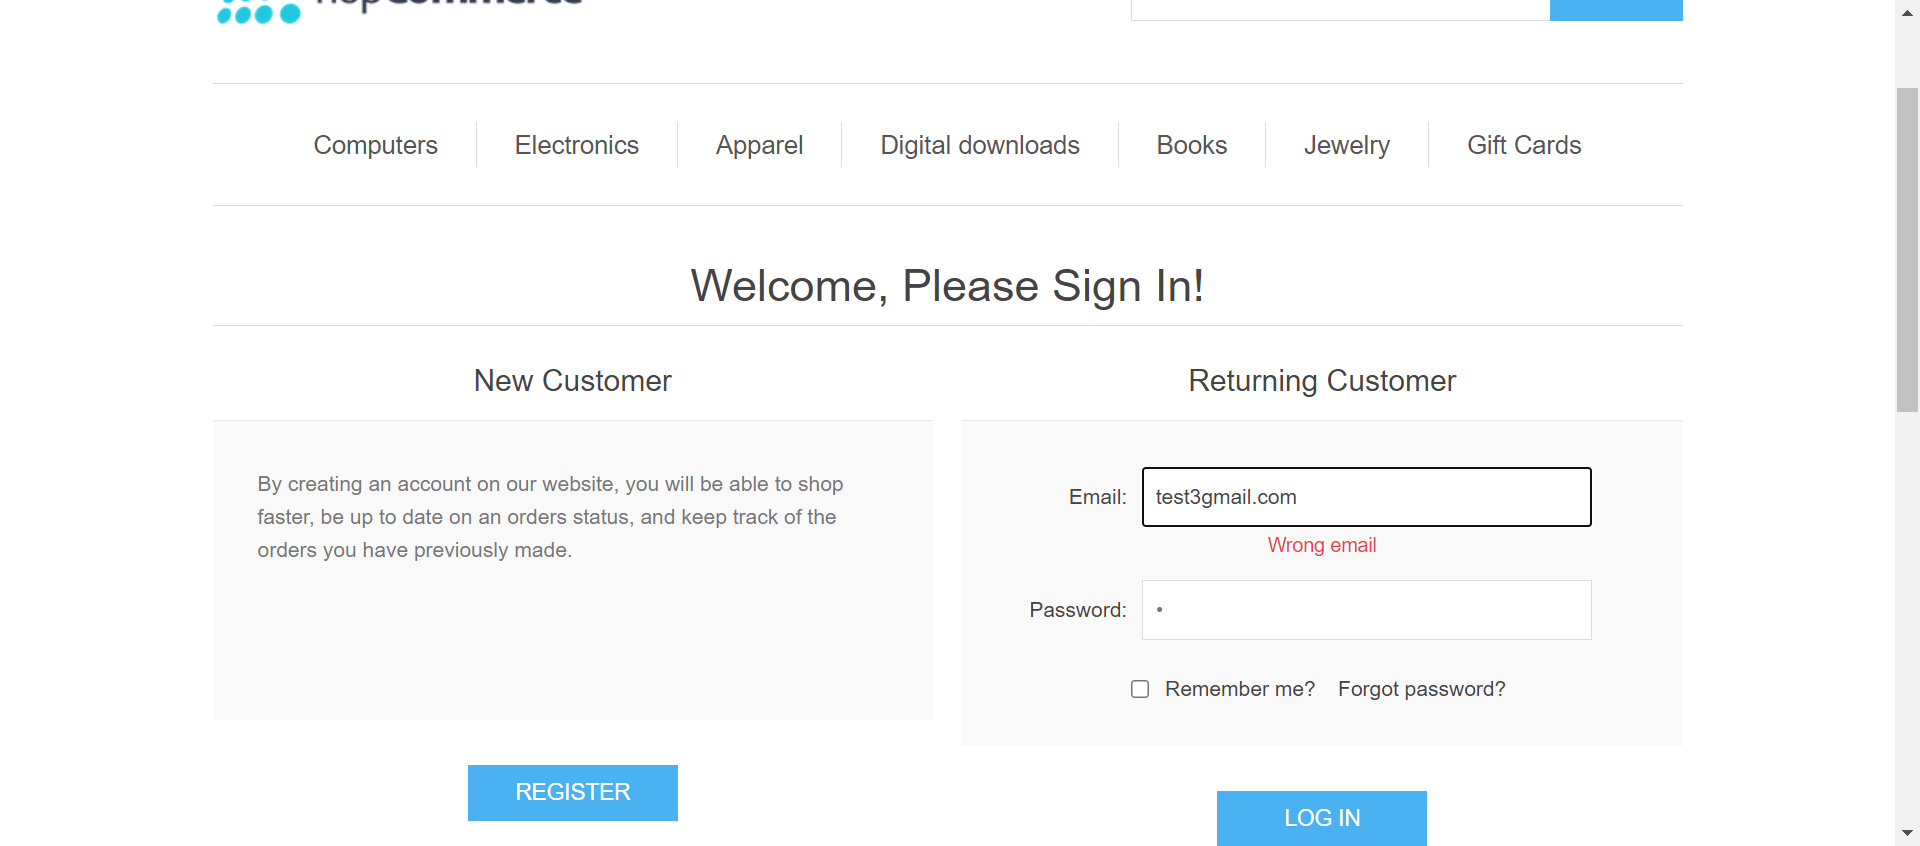 nopCommerce
Computers
Electronics
Apparel
Digital downloads
Books
Jewelry
Gift Cards
Welcome, Please Sign In!
New Customer
By creating an account on our website, you will be able to shop
faster, be up to date on an orders status, and keep track of the
orders you have previously made.
REGISTER
Returning Customer
Email:
test3gmail.com
Wrong email
Password:
Remember me?
Forgot password?
LOG IN